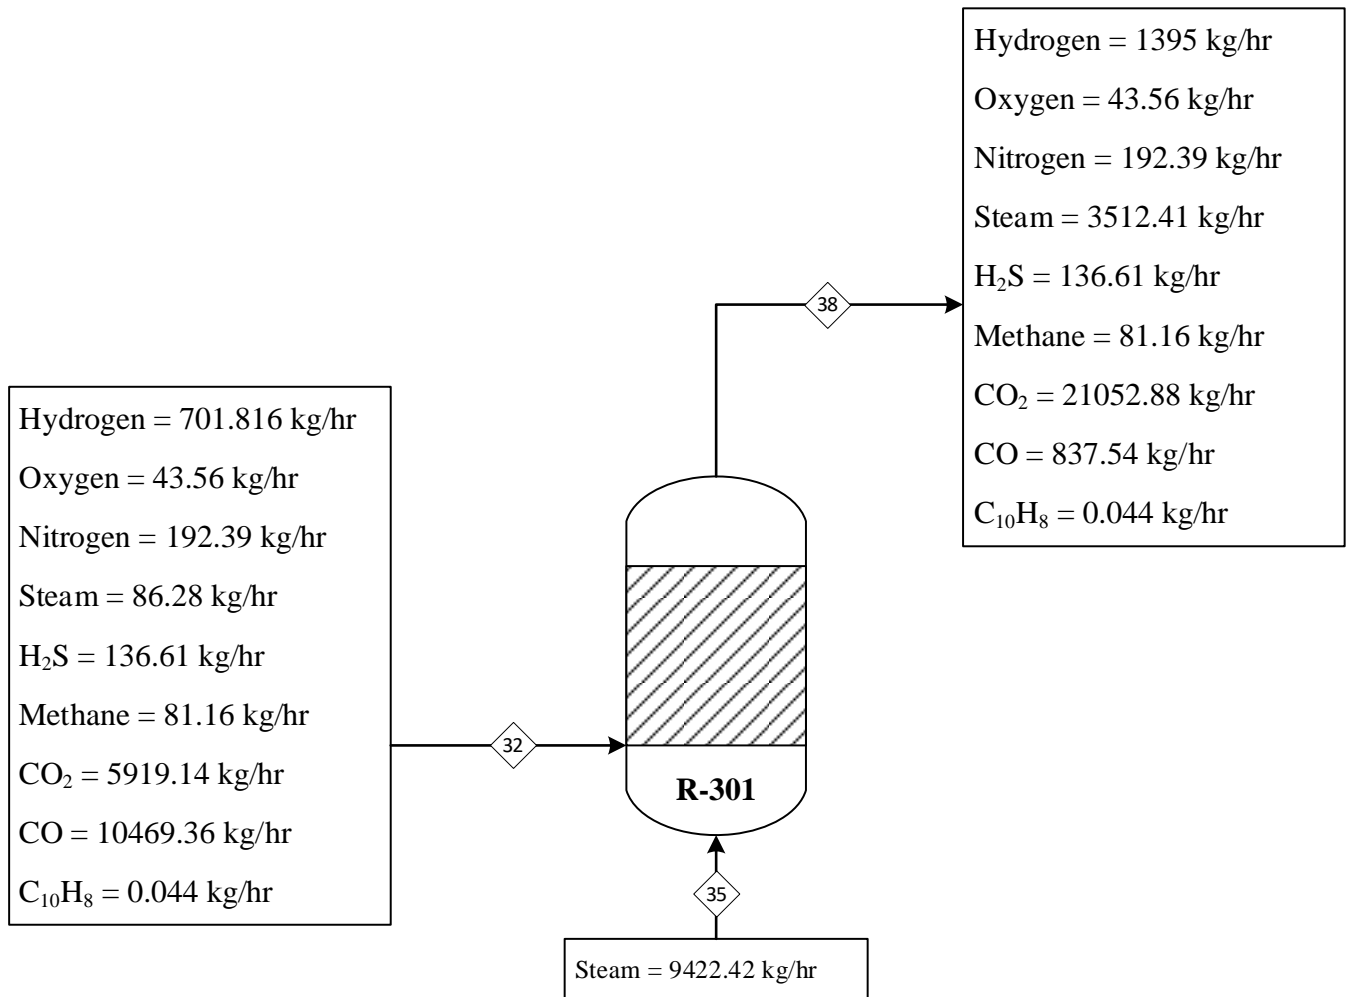 Hydrogen = 1395 kg/hr
Oxygen = 43.56 kg/hr
Nitrogen = 192.39 kg/hr
Steam = 3512.41 kg/hr
H₂S = 136.61 kg/hr
Methane = 81.16 kg/hr
CO₂ = 21052.88 kg/hr
CO = 837.54 kg/hr
C₁₀H₈ = 0.044 kg/hr
38
Hydrogen = 701.816 kg/hr
Oxygen = 43.56 kg/hr
Nitrogen = 192.39 kg/hr
Steam = 86.28 kg/hr
H₂S = 136.61 kg/hr
Methane = 81.16 kg/hr
CO₂ = 5919.14 kg/hr
CO = 10469.36 kg/hr
C₁₀H₈ = 0.044 kg/hr
32
R-301
35
Steam = 9422.42 kg/hr